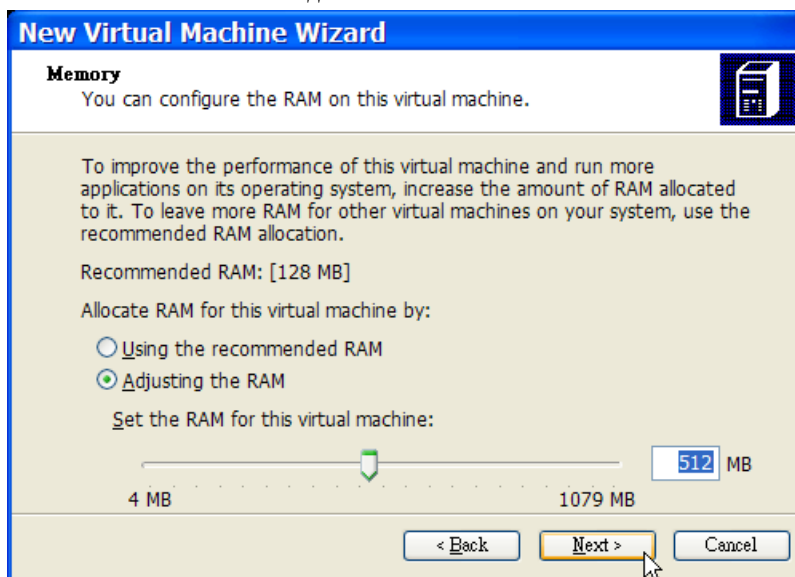 New Virtual Machine Wizard
Memory
You can configure the RAM on this virtual machine.
To improve the performance of this virtual machine and run more
applications on its operating system, increase the amount of RAM allocated
to it. To leave more RAM for other virtual machines on your system, use the
recommended RAM allocation.
Recommended RAM: [128 MB]
Allocate RAM for this virtual machine by:
Using the recommended RAM
Adjusting the RAM
Set the RAM for this virtual machine:
512 MB
4 MB 1079 MB
< Back Next > Cancel